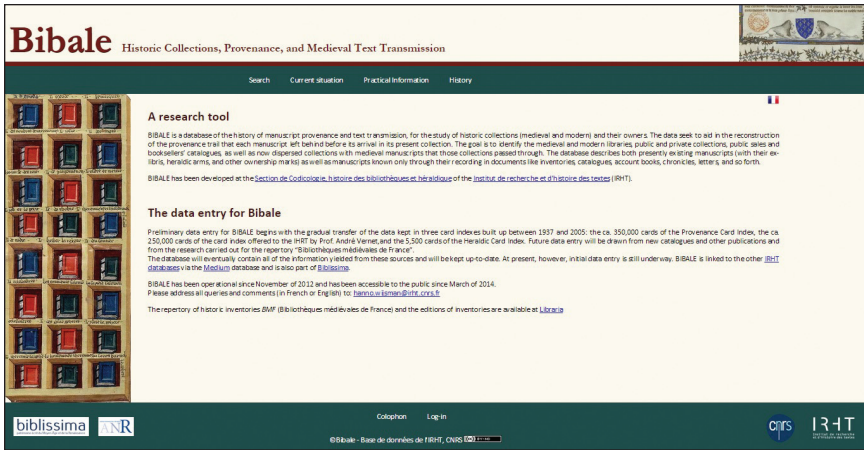 Bibale Historic Collections, Provenance, and Medieval Text Transmission
Search Current situation Practical Information History
A research tool
BIBALE is a database of the history of manuscript provenance and text transmission, for the study of historic collections (medieval and modern) and their owners. The data seek to aid in the reconstruction
of the provenance trail that each manuscript left behind before its arrival in its present collection. The goal is to identify the medieval and modern libraries, public and private collections, public sales and
booksellers' catalogues, as well as now dispersed collections with medieval manuscripts that those collections passed through. The database describes both presently existing manuscripts (with their ex-
libris, heraldic arms, and other ownership marks) as well as manuscripts known only through their recording in documents like inventories, catalogues, account books, chronicles, letters, and so forth.
BIBALE has been developed at the Section de Codicologie, histoire des bibliothèques et héraldique of the Institut de recherche et d'histoire des textes (IRHT).
The data entry for Bibale
Preliminary data entry for BIBALE begins with the gradual transfer of the data kept in three card indexes built up between 1937 and 2005: the ca. 350,000 cards of the Provenance Card Index, the ca.
250,000 cards of the card index offered to the IHRT by Prof. André Vernet,and the 5,500 cards of the Heraldic Card Index. Future data entry will be drawn from new catalogues and other publications and
from the research carried out for the repertory "Bibliothèques médiévales de France".
The database will eventually contain all of the information yielded from these sources and will be kept up-to-date. At present, however, initial data entry is still underway. BIBALE is linked to the other IRHT
databases via the Medium database and is also part of Biblissima.
BIBALE has been operational since November of 2012 and has been accessible to the public since March of 2014.
Please address all queries and comments (in French or English) to: hanno.wijsman@irht.cnrs.fr
The repertory of historic inventories BMF (Bibliothèques médiévales de France) and the editions of inventories are available at Libraria
Colophon Log-in
biblissima ANR
cnrs IRHT
©Bibale - Base de données de l'IRHT, CNRS